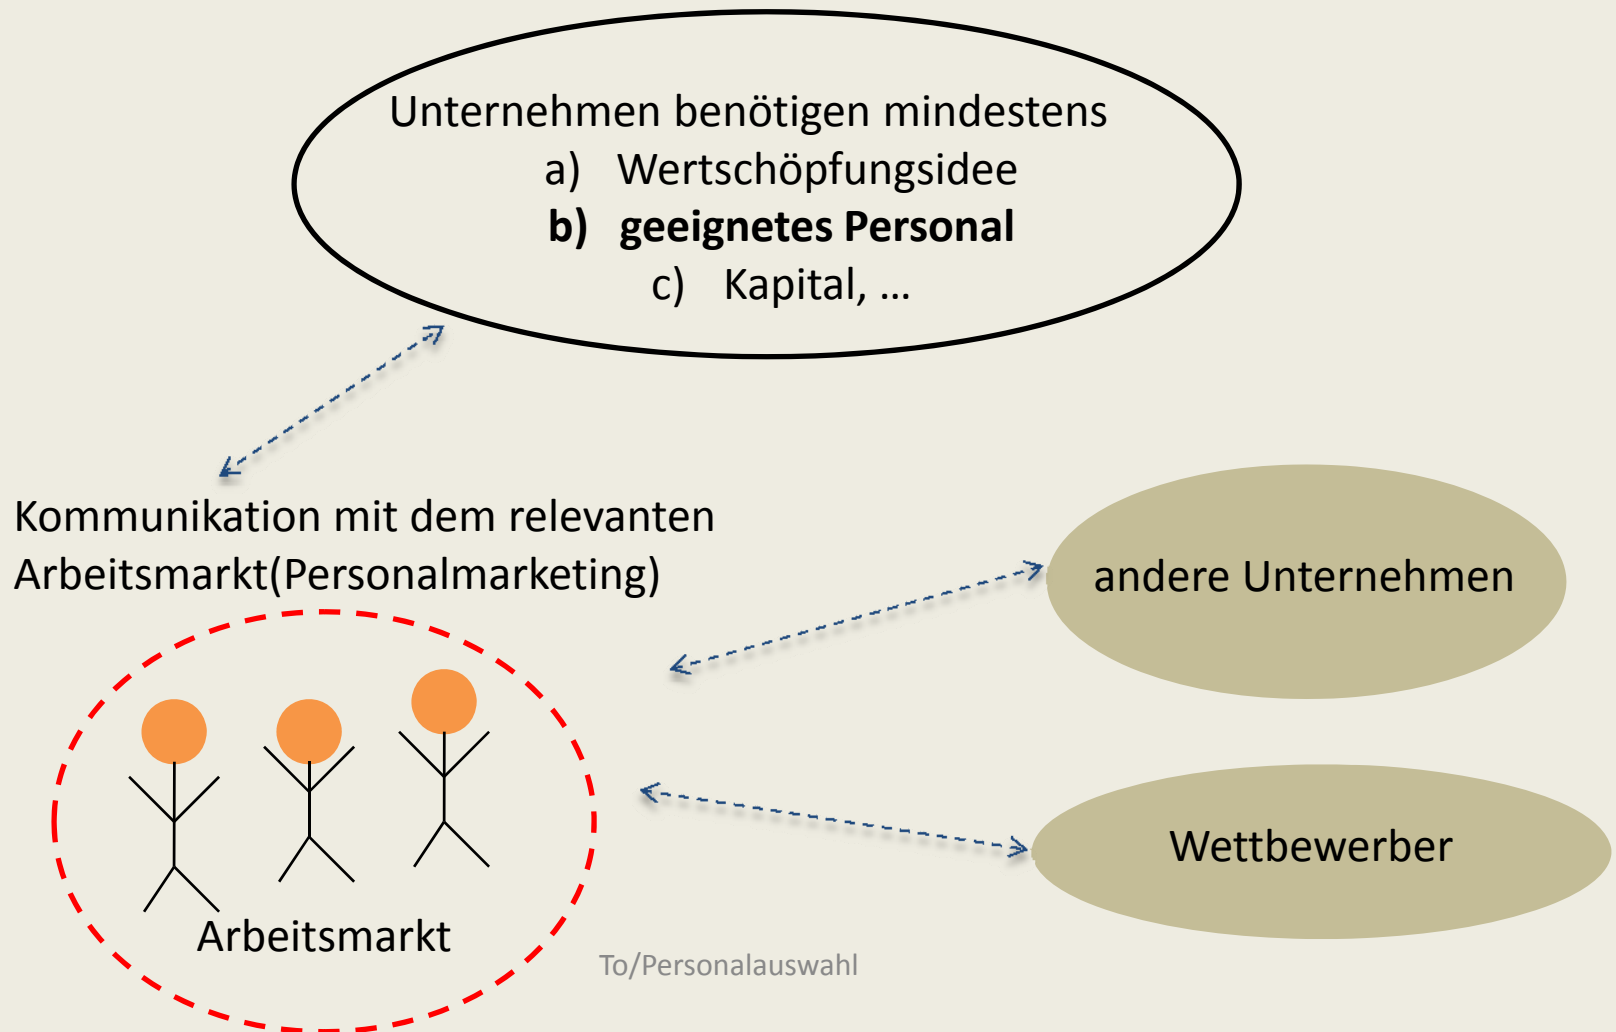 Unternehmen benötigen mindestens
a) Wertschöpfungsidee
b) geeignetes Personal
c) Kapital, …
Kommunikation mit dem relevanten
Arbeitsmarkt(Personalmarketing)
andere Unternehmen
Wettbewerber
Arbeitsmarkt
To/Personalauswahl